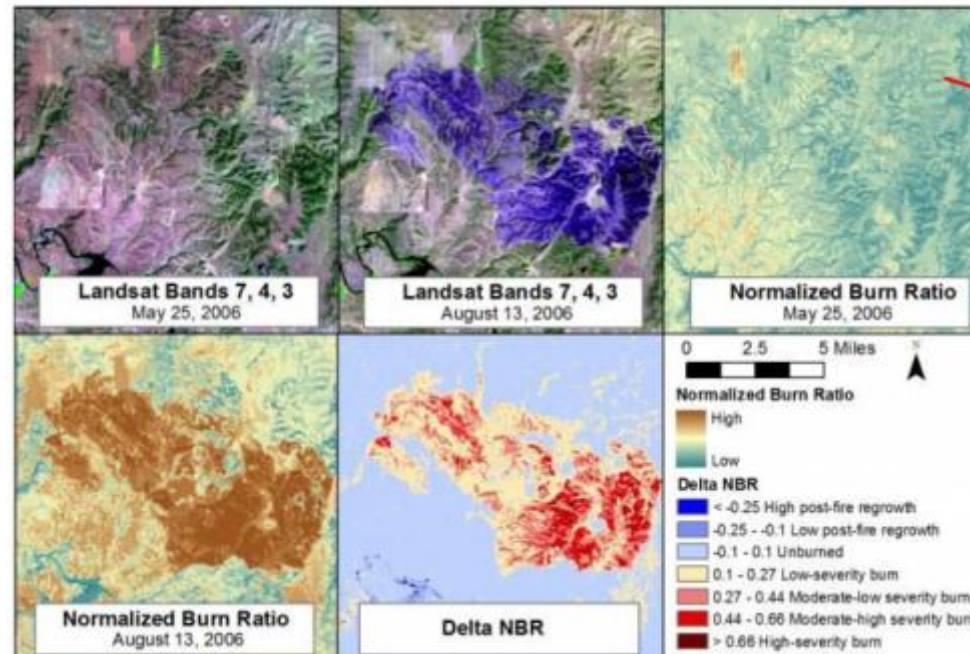 Landsat Bands 7, 4, 3
May 25, 2006
Landsat Bands 7, 4, 3
August 13, 2006
Normalized Burn Ratio
May 25, 2006
Normalized Burn Ratio
August 13, 2006
Delta NBR
0 2.5 5 Miles
N
Normalized Burn Ratio
High
Low
Delta NBR
< -0.25 High post-fire regrowth
-0.25 - -0.1 Low post-fire regrowth
-0.1 - 0.1 Unburned
0.1 - 0.27 Low-severity burn
0.27 - 0.44 Moderate-low severity burn
0.44 - 0.66 Moderate-high severity burn
> 0.66 High-severity burn